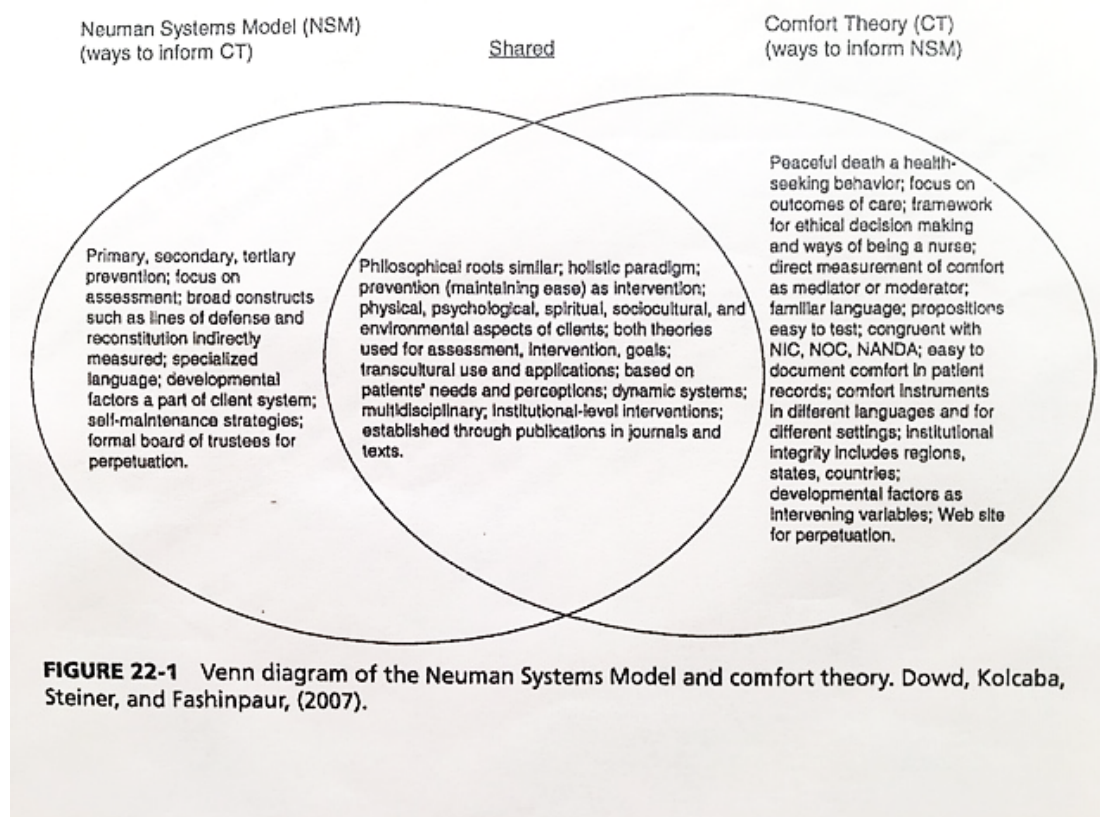 Neuman Systems Model (NSM)
(ways to inform CT)
Shared
Comfort Theory (CT)
(ways to inform NSM)
Primary, secondary, tertiary
prevention; focus on
assessment; broad constructs
such as lines of defense and
reconstitution indirectly
measured; specialized
language; developmental
factors a part of client system;
self-maintenance strategies;
formal board of trustees for
perpetuation.
Philosophical roots similar; holistic paradigm;
prevention (maintaining ease) as intervention;
physical, psychological, spiritual, sociocultural, and
environmental aspects of clients; both theories
used for assessment, intervention, goals;
transcultural use and applications; based on
patients' needs and perceptions; dynamic systems;
multidisciplinary; institutional-level interventions;
established through publications in journals and
texts.
Peaceful death a health-
seeking behavior; focus on
outcomes of care; framework
for ethical decision making
and ways of being a nurse;
direct measurement of comfort
as mediator or moderator;
familiar language; propositions
easy to test; congruent with
NIC, NOC, NANDA; easy to
document comfort in patient
records; comfort instruments
in different languages and for
different settings; institutional
integrity includes regions,
states, countries;
developmental factors as
intervening variables; Web site
for perpetuation.
FIGURE 22-1 Venn diagram of the Neuman Systems Model and comfort theory. Dowd, Kolcaba,
Steiner, and Fashinpaur, (2007).